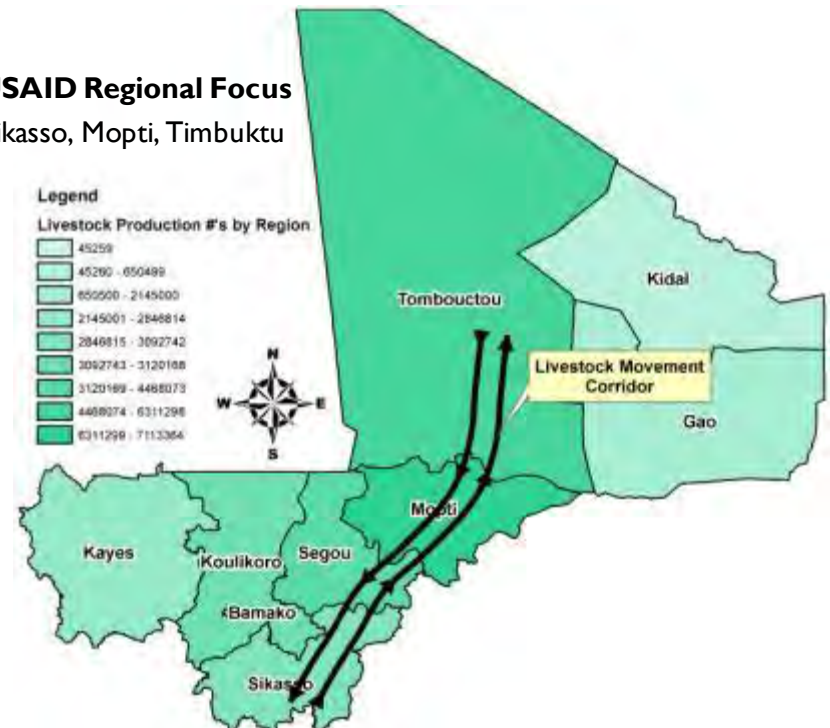 SAID Regional Focus
ikasso, Mopti, Timbuktu
Legend
Livestock Production #'s by Region
45259
45260 - 650499
650500 - 2145000
2145001 - 2846814
2846815 - 3092742
3092743 - 3120168
3120169 - 4468073
4468074 - 6311298
6311299 - 7113364
N
W
E
S
Tombouctou
Kidal
Livestock Movement
Corridor
Gao
Mopti
Kayes
Koulikoro
Segou
Bamako
Sikasso